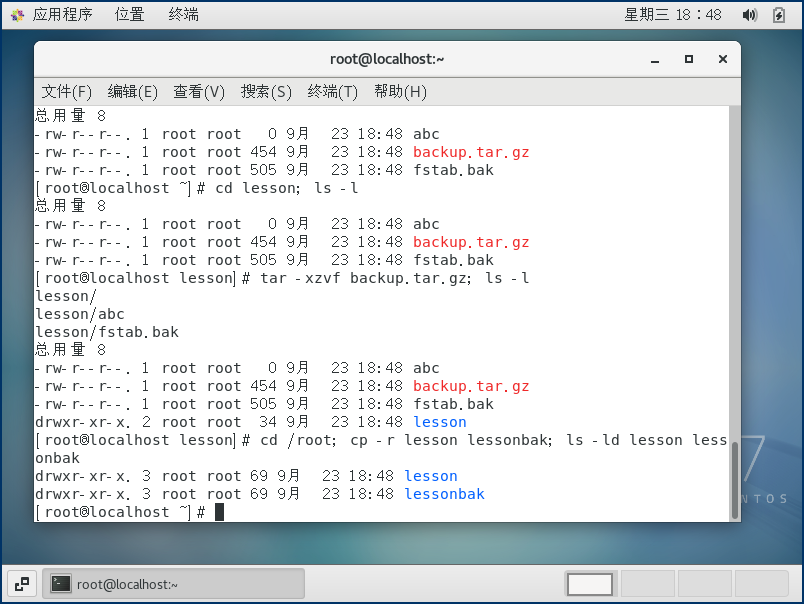 应用程序 位置 终端 星期三 18：48
root@localhost:~
文件(F) 编辑(E) 查看(V) 搜索(S) 终端(T) 帮助(H)
总用量 8
-rw-r--r--. 1 root root   0 9月  23 18:48 abc
-rw-r--r--. 1 root root 454 9月  23 18:48 backup.tar.gz
-rw-r--r--. 1 root root 505 9月  23 18:48 fstab.bak
[root@localhost ~]# cd lesson; ls -l
总用量 8
-rw-r--r--. 1 root root   0 9月  23 18:48 abc
-rw-r--r--. 1 root root 454 9月  23 18:48 backup.tar.gz
-rw-r--r--. 1 root root 505 9月  23 18:48 fstab.bak
[root@localhost lesson]# tar -xzvf backup.tar.gz; ls -l
lesson/
lesson/abc
lesson/fstab.bak
总用量 8
-rw-r--r--. 1 root root   0 9月  23 18:48 abc
-rw-r--r--. 1 root root 454 9月  23 18:48 backup.tar.gz
-rw-r--r--. 1 root root 505 9月  23 18:48 fstab.bak
drwxr-xr-x. 2 root root  34 9月  23 18:48 lesson
[root@localhost lesson]# cd /root; cp -r lesson lessonbak; ls -ld lesson less
onbak
drwxr-xr-x. 3 root root 69 9月  23 18:48 lesson
drwxr-xr-x. 3 root root 69 9月  23 18:48 lessonbak
[root@localhost ~]#
7
NTOS
root@localhost:~